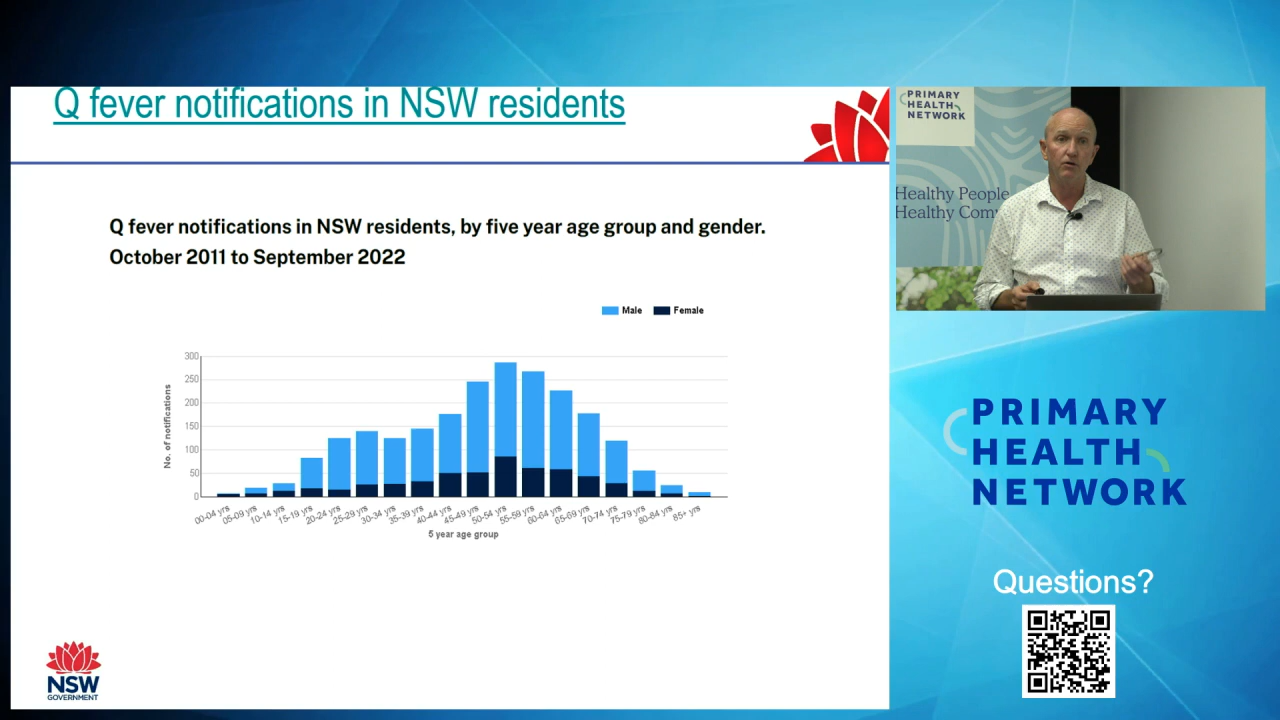 Q fever notifications in NSW residents
Q fever notifications in NSW residents, by five year age group and gender.
October 2011 to September 2022
Male Female
No. of notifications
300
250
200
150
100
50
0
00-04 yrs 05-09 yrs 10-14 yrs 15-19 yrs 20-24 yrs 25-29 yrs 30-34 yrs 35-39 yrs 40-44 yrs 45-49 yrs 50-54 yrs 55-59 yrs 60-64 yrs 65-69 yrs 70-74 yrs 75-79 yrs 80-84 yrs 85+ yrs
5 year age group
NSW
GOVERNMENT
PRIMARY
HEALTH
NETWORK
Healthy People
Healthy Com
PRIMARY
HEALTH
NETWORK
Questions?